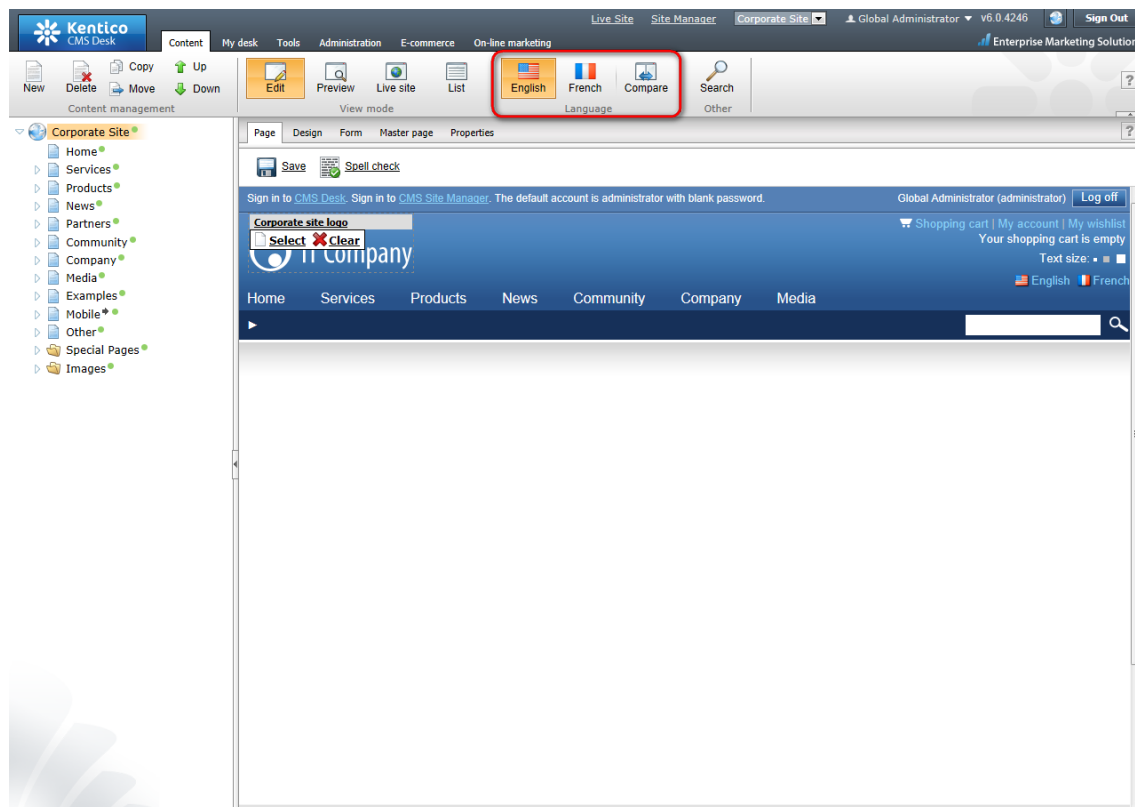 Live Site Site Manager Corporate Site Global Administrator v6.0.4246 Sign Out
Kentico
CMS Desk
Content My desk Tools Administration E-commerce On-line marketing
Enterprise Marketing Solution
New Delete Copy Move Up Down
Content management
Edit Preview Live site List
View mode
English French Compare
Language
Search
Other
?
Corporate Site
Home
Services
Products
News
Partners
Community
Company
Media
Examples
Mobile
Other
Special Pages
Images
Page Design Form Master page Properties
?
Save Spell check
Sign in to CMS Desk. Sign in to CMS Site Manager. The default account is administrator with blank password.
Global Administrator (administrator) Log off
Corporate site logo
Select Clear
Company
Shopping cart | My account | My wishlist
Your shopping cart is empty
Text size:
English French
Home Services Products News Community Company Media